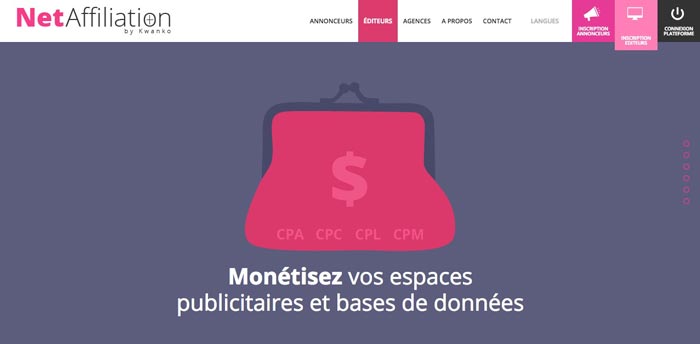 NetAffiliation
by Kwanko
ANNONCEURS ÉDITEURS AGENCES A PROPOS CONTACT LANGUES
INSCRIPTION
ANNONCEURS
INSCRIPTION
EDITEURS
CONNEXION
PLATEFORME
$
CPA CPC CPL CPM
Monétisez vos espaces
publicitaires et bases de données